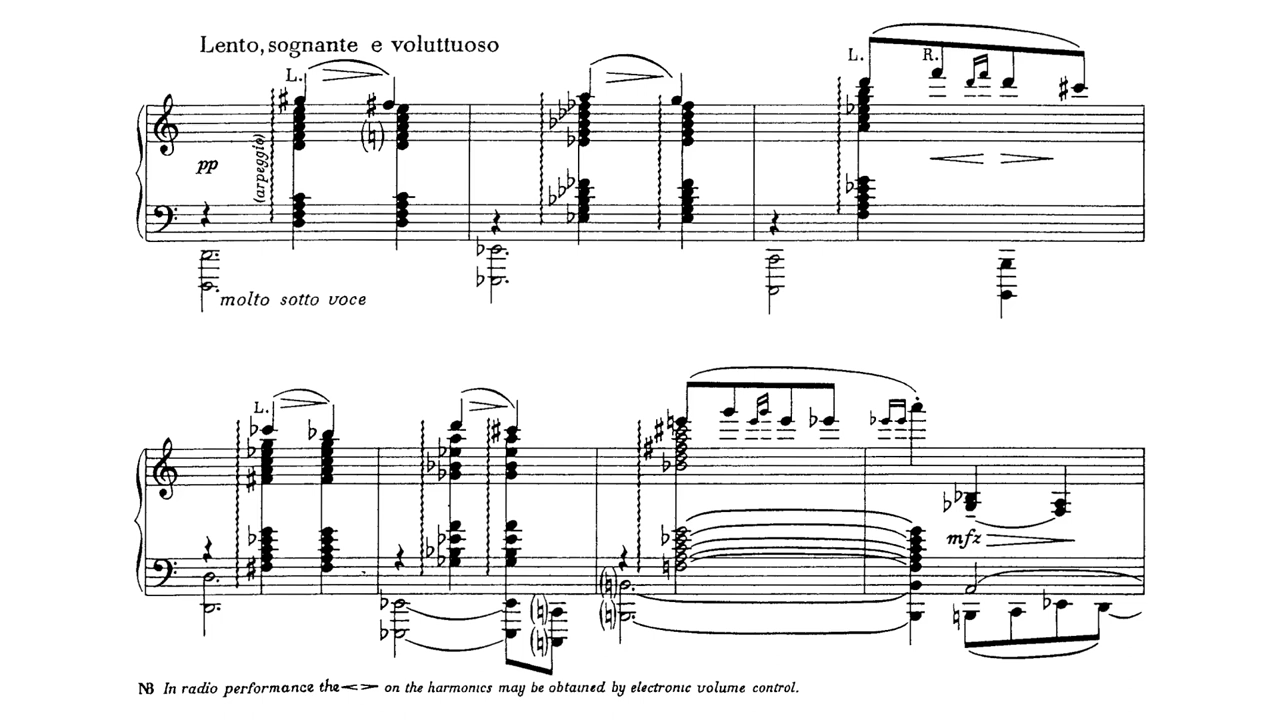 Lento, sognante e voluttuoso
L.
L. R.
(arpeggio)
pp
molto sotto voce
L.
mfz
NB In radio performance the <> on the harmonics may be obtained by electronic volume control.